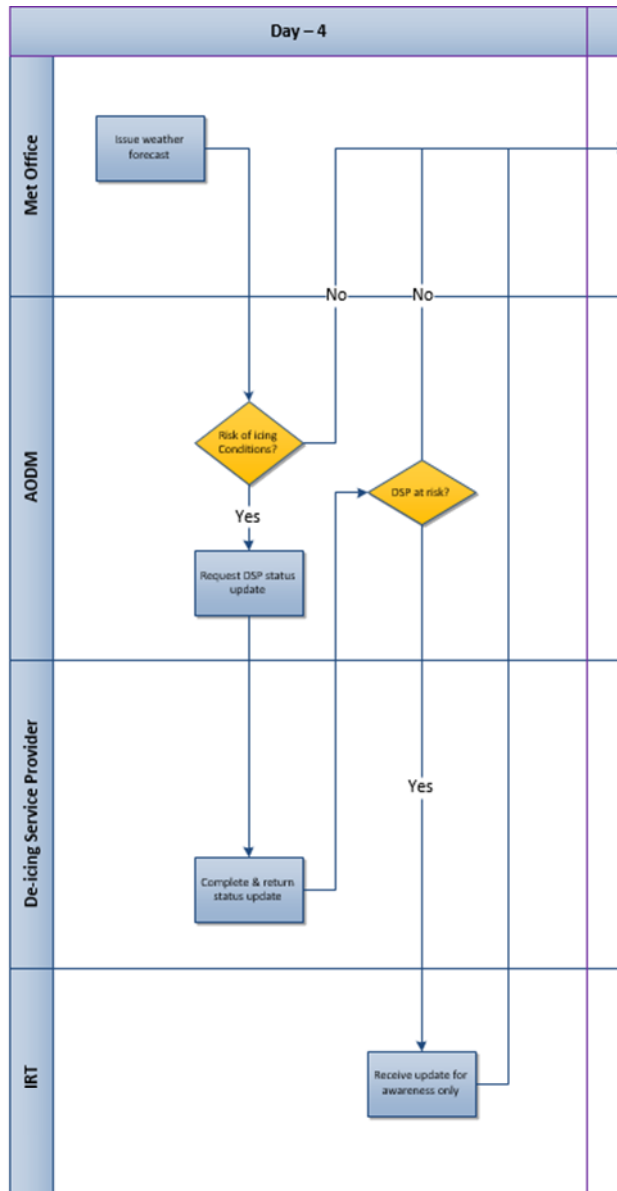 Day – 4
Met Office
Issue weather
forecast
No
No
AODM
Risk of icing
Conditions?
DSP at risk?
Yes
Request DSP status
update
De-icing Service Provider
Yes
Complete & return
status update
IRT
Receive update for
awareness only